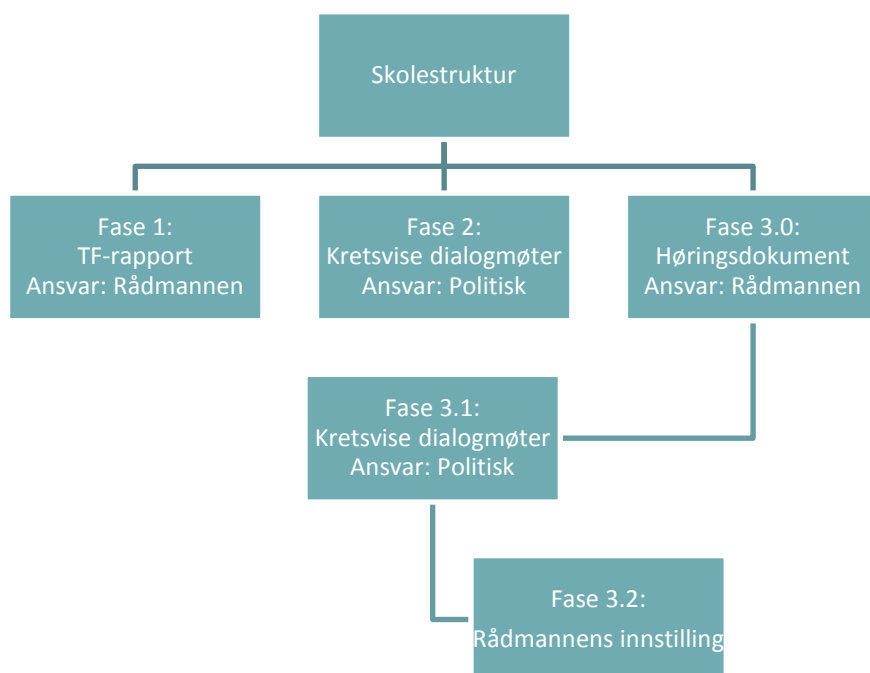 Skolestruktur
Fase 1:
TF-rapport
Ansvar: Rådmannen
Fase 2:
Kretsvise dialogmøter
Ansvar: Politisk
Fase 3.0:
Høringsdokument
Ansvar: Rådmannen
Fase 3.1:
Kretsvise dialogmøter
Ansvar: Politisk
Fase 3.2:
Rådmannens innstilling